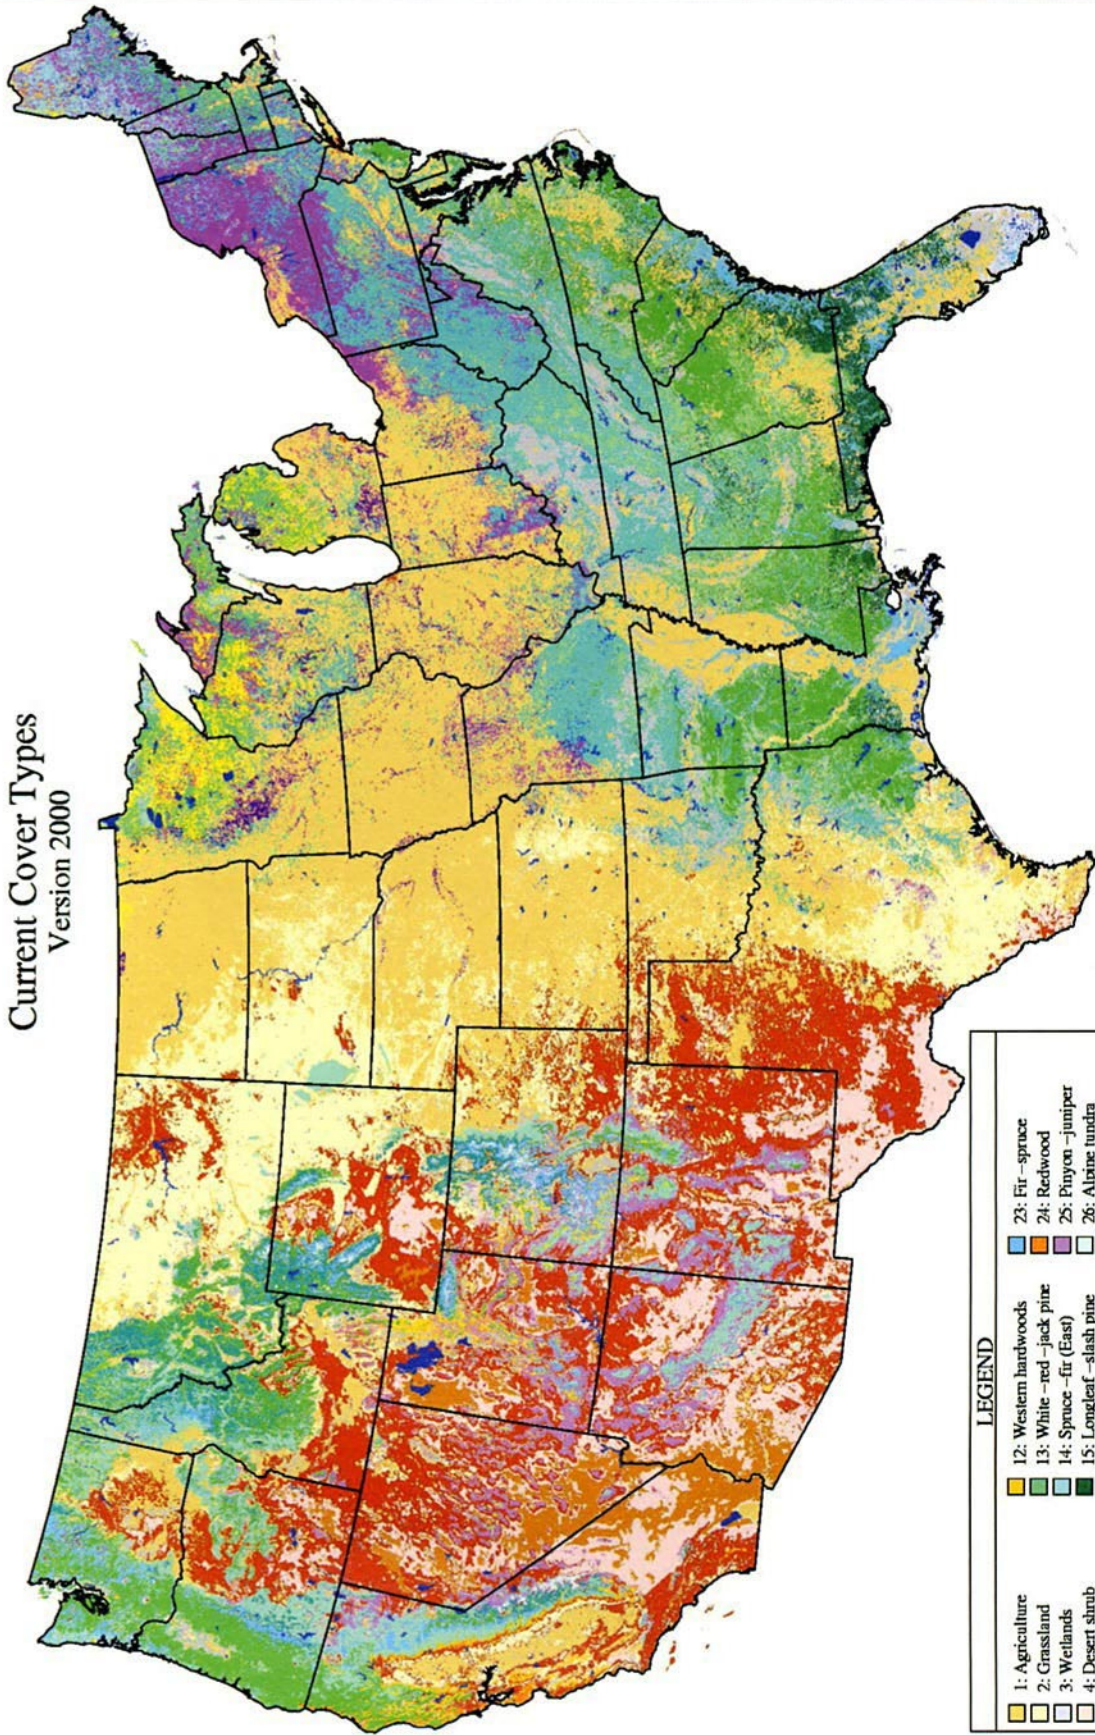 Current Cover Types
Version 2000
LEGEND
1: Agriculture
2: Grassland
3: Wetlands
4: Desert shrub
12: Western hardwoods
13: White–red–jack pine
14: Spruce–fir (East)
15: Longleaf–slash pine
23: Fir–spruce
24: Redwood
25: Pinyon–juniper
26: Alpine tundra